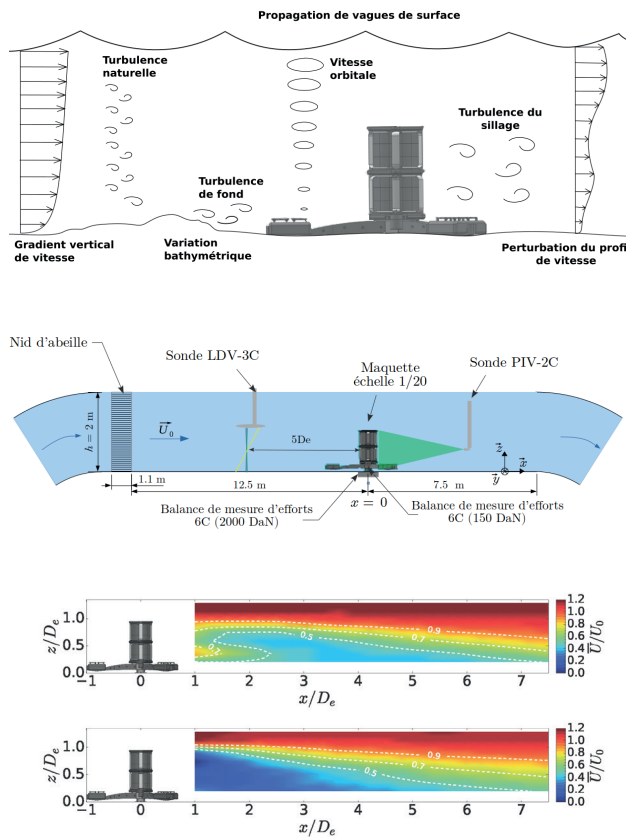 Propagation de vagues de surface
Turbulence
naturelle
Vitesse
orbitale
Turbulence du
sillage
Turbulence
de fond
Gradient vertical
de vitesse
Variation
bathymétrique
Perturbation du profi
de vitesse
Nid d'abeille
Sonde LDV-3C
Maquette
échelle 1/20
Sonde PIV-2C
h = 2 m
U₀
5De
z
x
y
1.1 m
12.5 m
x = 0
7.5 m
Balance de mesure d'efforts
6C (2000 DaN)
Balance de mesure d'efforts
6C (150 DaN)
z/Dₑ
1.0
0.5
0.0
0.9
0.7
0.5
0.7
−1 0 1 2 3 4 5 6 7
x/Dₑ
1.2
1.0
0.8
0.6
0.4
0.2
0.0
U/U₀
z/Dₑ
1.0
0.5
0.0
0.9
0.7
0.5
−1 0 1 2 3 4 5 6 7
x/Dₑ
1.2
1.0
0.8
0.6
0.4
0.2
0.0
U/U₀